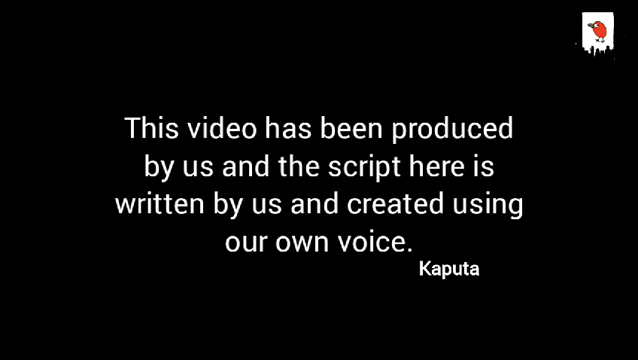 This video has been produced
by us and the script here is
written by us and created using
our own voice.
Kaputa